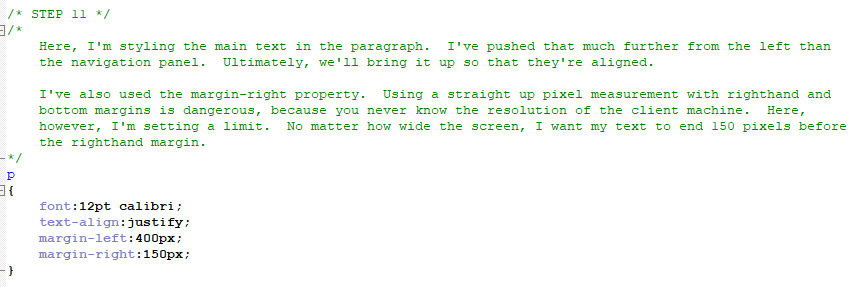 /* STEP 11 */
/*
Here, I'm styling the main text in the paragraph.  I've pushed that much further from the left than
the navigation panel.  Ultimately, we'll bring it up so that they're aligned.
I've also used the margin-right property.  Using a straight up pixel measurement with righthand and
bottom margins is dangerous, because you never know the resolution of the client machine.  Here,
however, I'm setting a limit.  No matter how wide the screen, I want my text to end 150 pixels before
the righthand margin.
*/
p
{
font:12pt calibri;
text-align:justify;
margin-left:400px;
margin-right:150px;
}